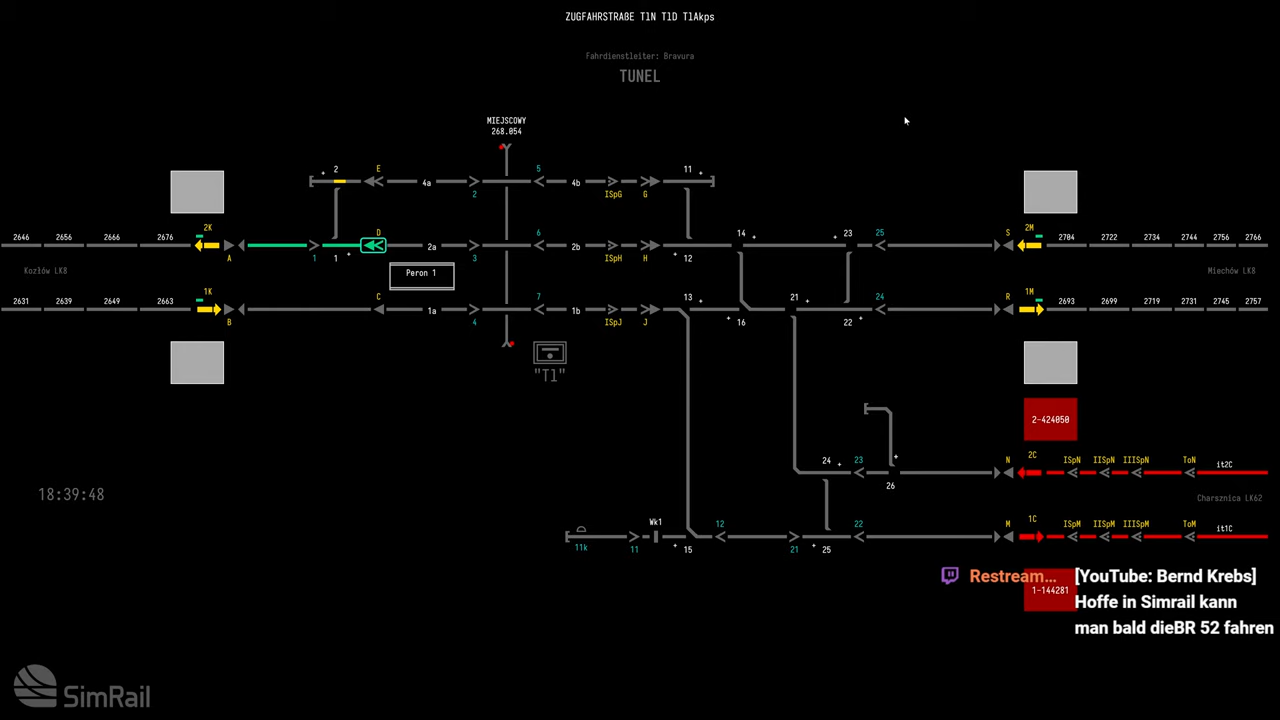 ZUGFAHRSTRAßE T1N T1D T1Akps
Fahrdienstleiter: Bravura
TUNEL
MIEJSCOWY
268.054
2 E 5 11
4a 4b
2 ISpG G
2K D 6 14 23 25 S 2M
2646 2656 2666 2676 2a 2b 2704 2722 2734 2744 2756 2766
A 1 1 3 ISpH H 12
Kozłów LK8 Peron 1 Miechów LK8
1K C 7 13 21 24 R 1M
2631 2639 2649 2663 1a 1b 2693 2699 2719 2731 2745 2757
B 4 ISpJ J 16 22
"T1"
2-424050
24 23 N 2C ISpN IISpN IIISpN ToN it2C
26
18:39:48
Charsznica LK62
Wk1 12 22 M 1C ISpM IISpM IIISpM ToM it1C
11k 11 15 21 25
Restream... [YouTube: Bernd Krebs]
1-144281
Hoffe in Simrail kann
man bald dieBR 52 fahren
SimRail